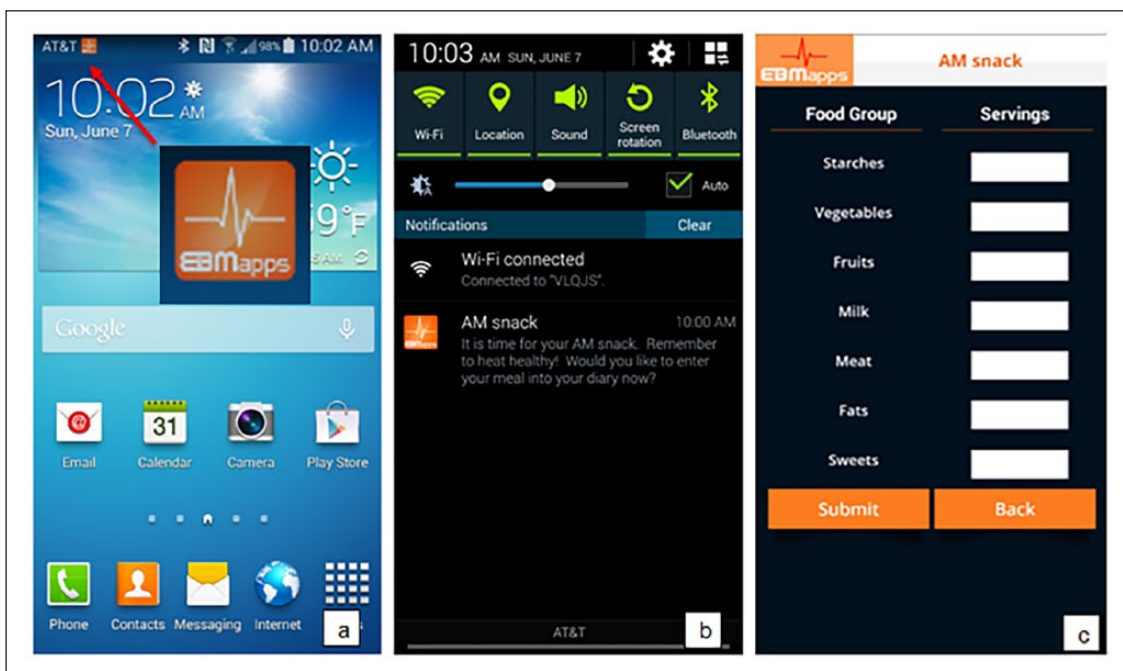 AT&T 98% 10:02 AM
10:02 AM
Sun, June 7
EBMapps
9°F
AM
Google
31
Email Calendar Camera Play Store
Phone Contacts Messaging Internet
a
10:03 AM SUN, JUNE 7
Wi-Fi Location Sound Screen rotation Bluetooth
Auto
Notifications Clear
Wi-Fi connected
Connected to "VLQJS".
AM snack 10:00 AM
It is time for your AM snack. Remember
to heat healthy! Would you like to enter
your meal into your diary now?
AT&T
b
EBMapps AM snack
Food Group Servings
Starches
Vegetables
Fruits
Milk
Meat
Fats
Sweets
Submit Back
c